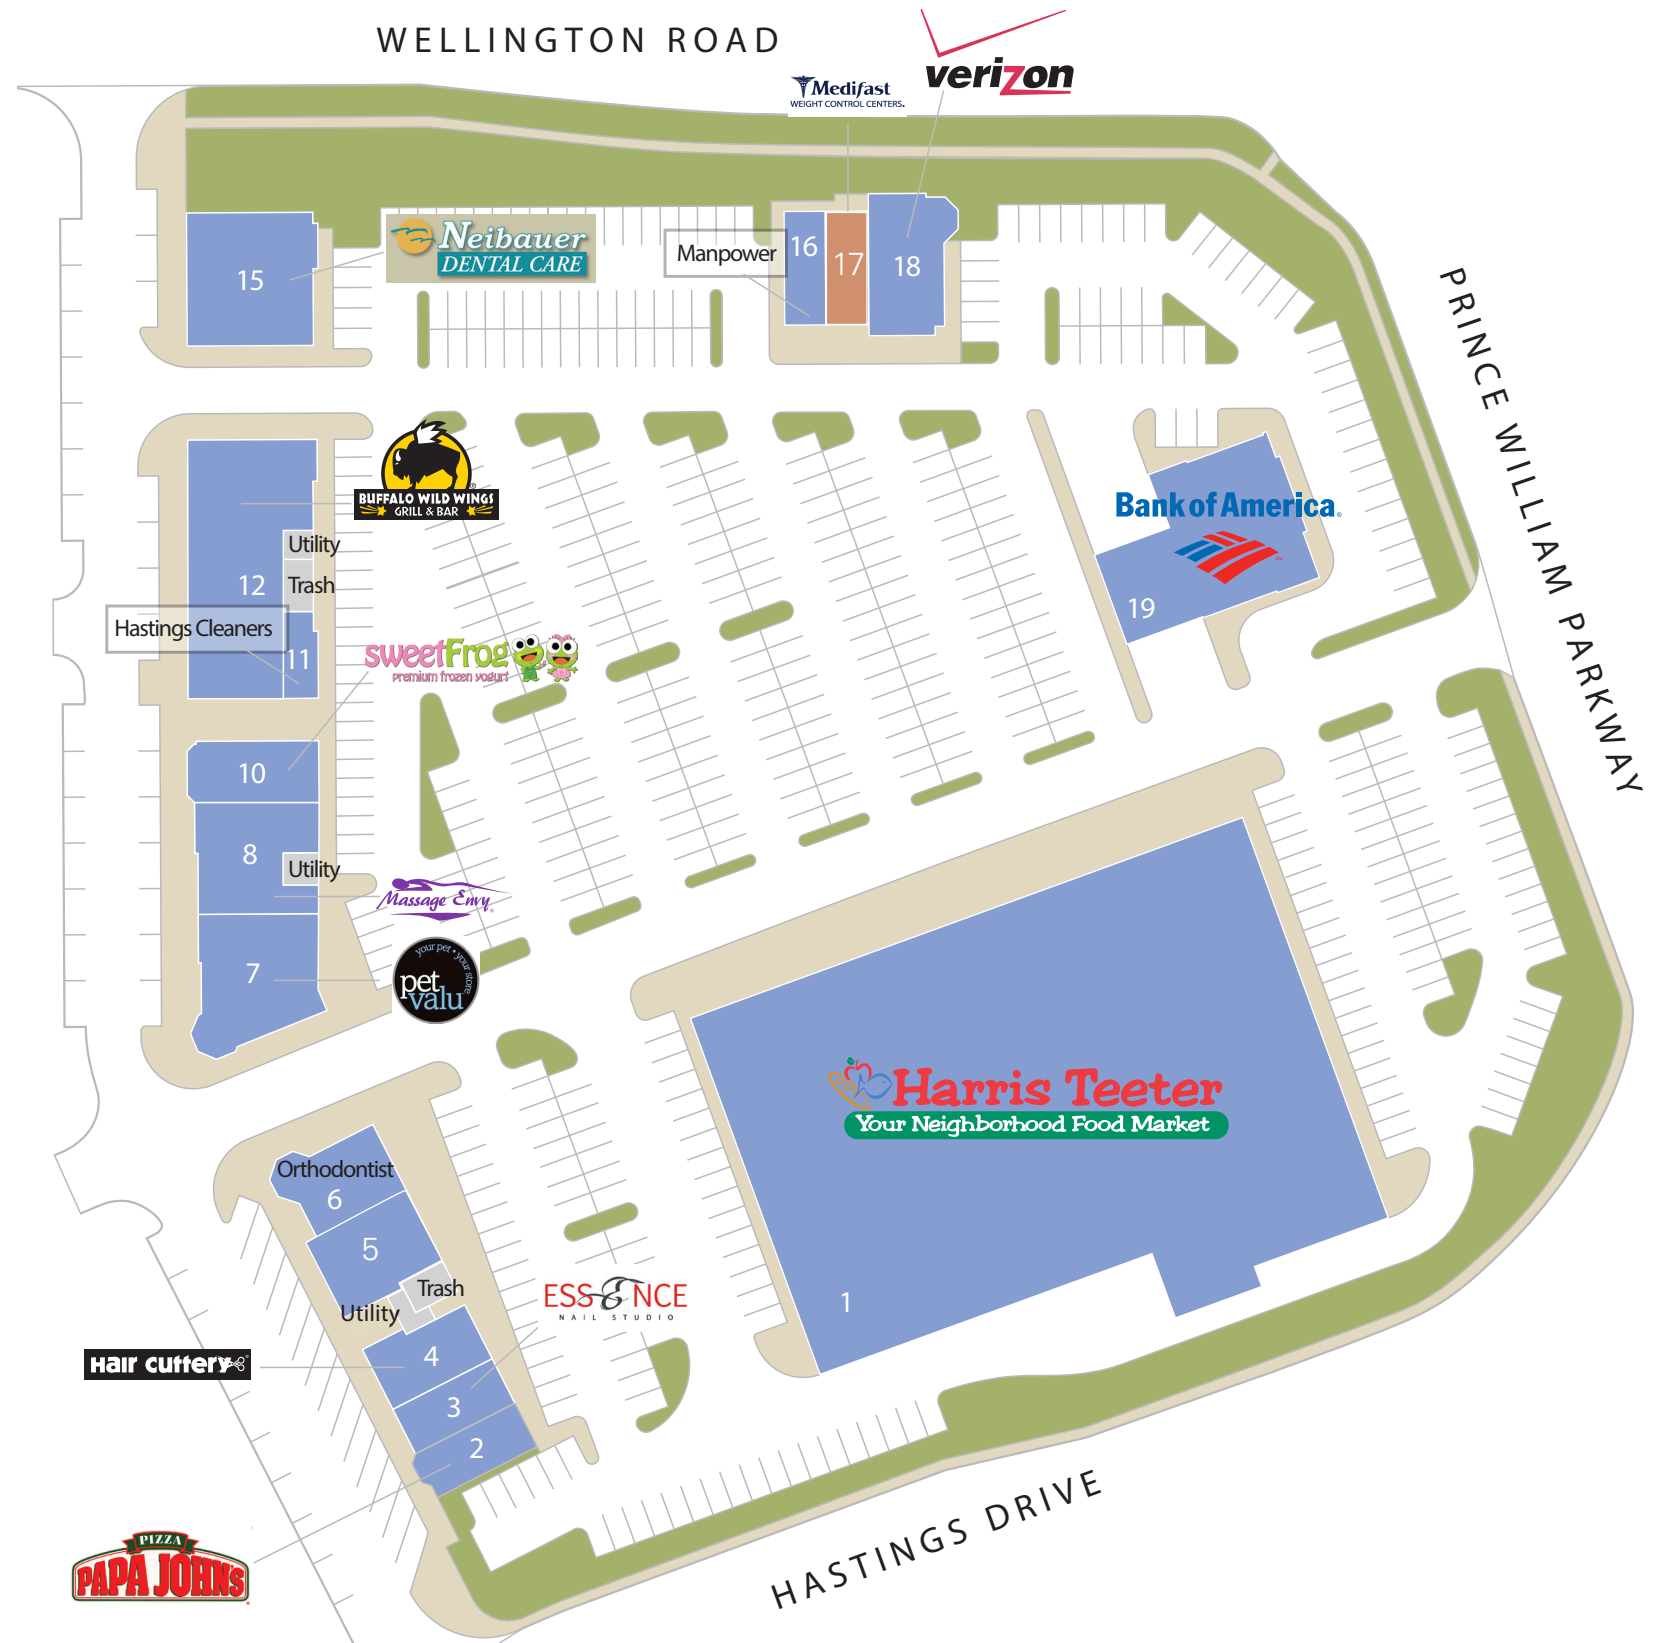 WELLINGTON ROAD
Medifast
WEIGHT CONTROL CENTERS.
verizon
Neibauer
DENTAL CARE
15
Manpower
16
17
18
PRINCE WILLIAM PARKWAY
BUFFALO WILD WINGS
GRILL & BAR
Utility
12
Trash
Hastings Cleaners
11
Bank of America
19
sweetFrog
premium frozen yogurt
10
8
Utility
Massage Envy
7
your pet • your store
pet
valu
Harris Teeter
Your Neighborhood Food Market
1
Orthodontist
6
5
Trash
Utility
ESSENCE
NAIL STUDIO
Hair Cuttery
4
3
2
PIZZA
PAPA JOHN'S
HASTINGS DRIVE